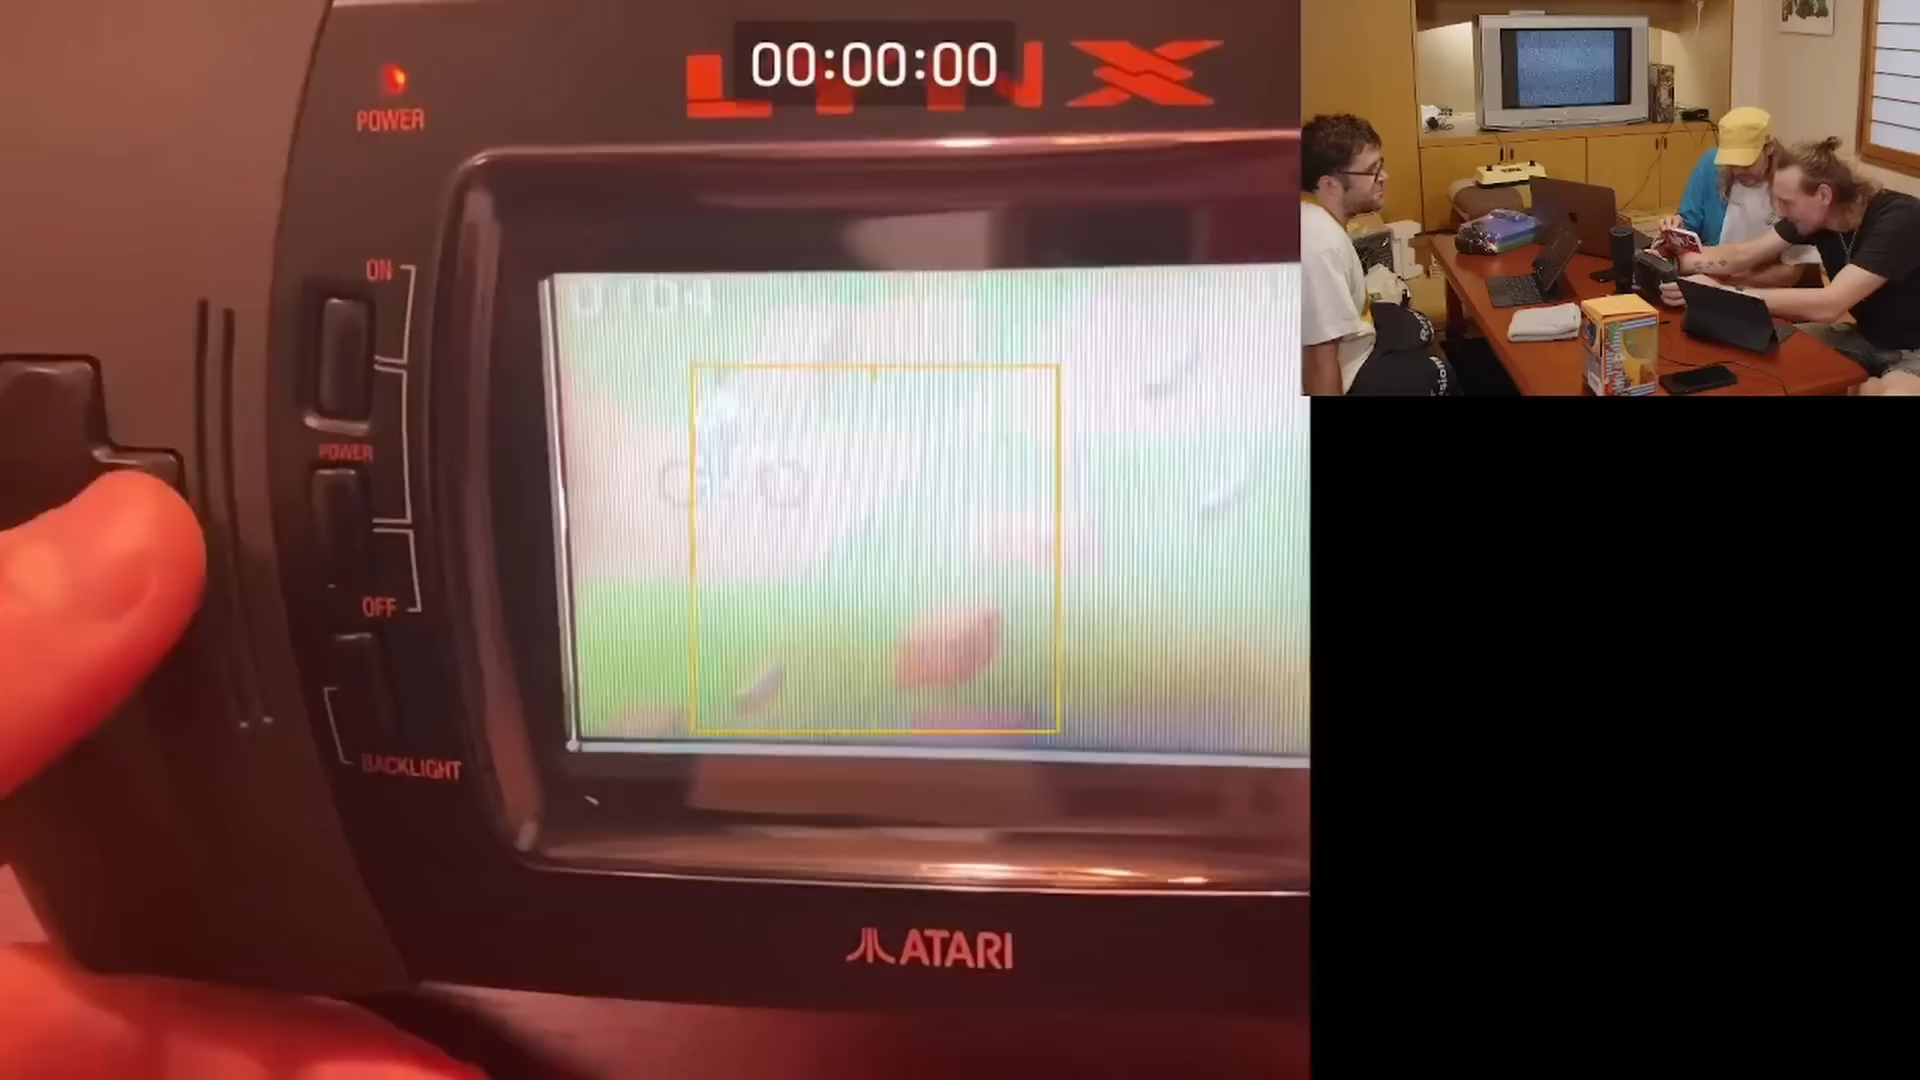 00:00:00
LYNX
POWER
ON
POWER
OFF
BACKLIGHT
ATARI